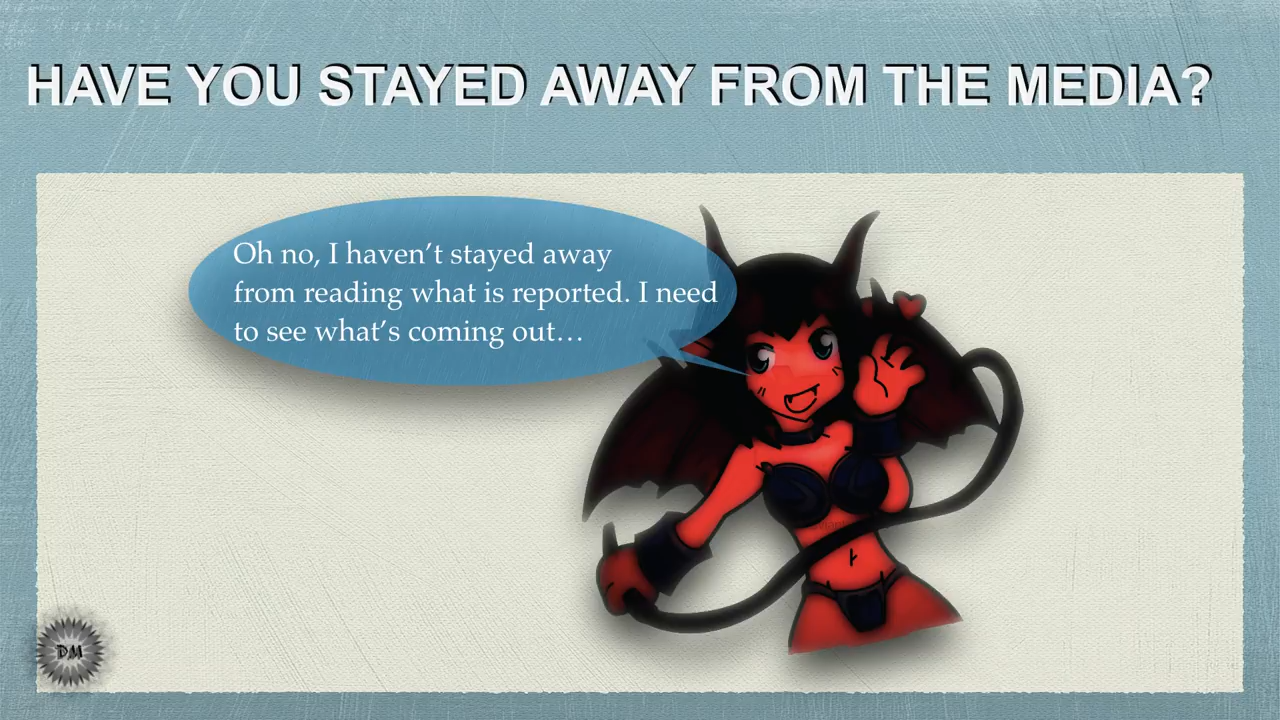 HAVE YOU STAYED AWAY FROM THE MEDIA?
Oh no, I haven’t stayed away
from reading what is reported. I need
to see what’s coming out…
DM